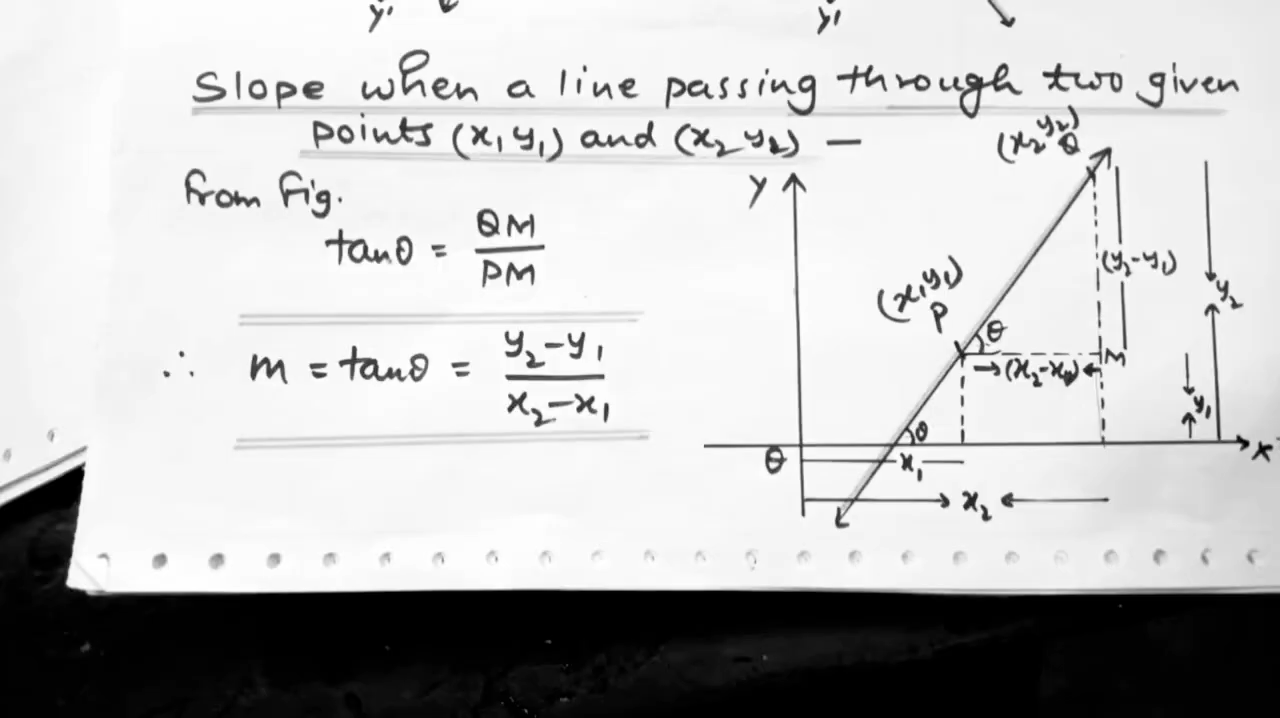 y' y'
Slope when a line passing through two given
points (x₁ y₁) and (x₂ y₂) —
from Fig.
tanθ = QM/PM
∴ m = tanθ = y₂-y₁/x₂-x₁
(x₂ y₂)
Q
Y
(x₁ y₁)
P
θ
(y₂-y₁)
y₂
M
(x₂-x₁)
y₁
θ
O
x₁
X
x₂